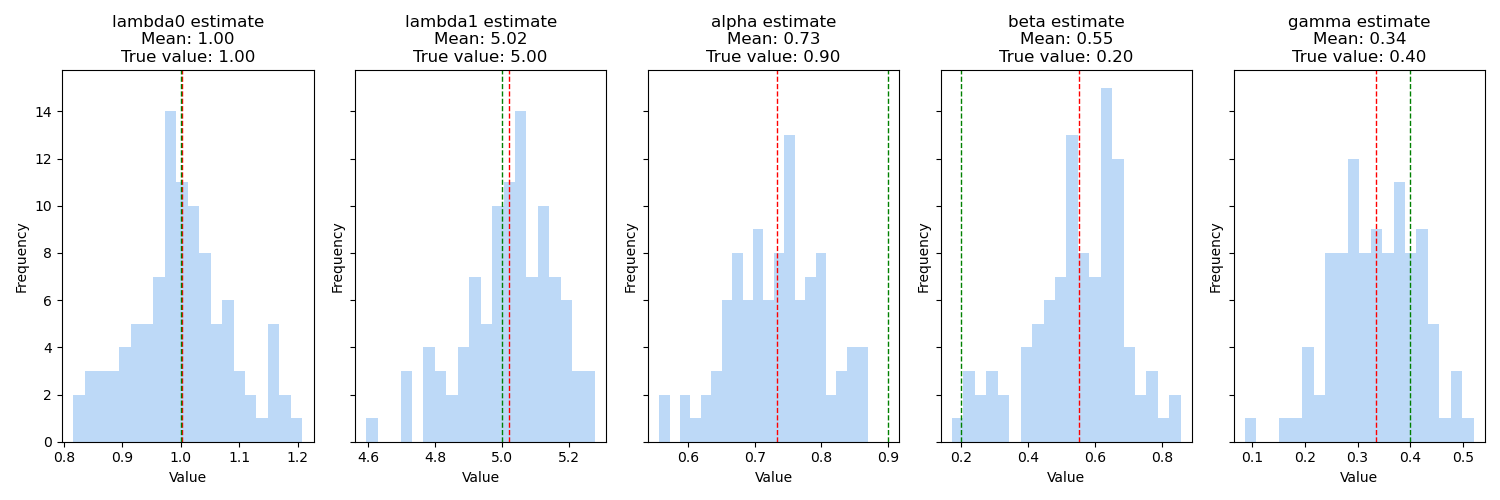 lambda0 estimate
Mean: 1.00
True value: 1.00
lambda1 estimate
Mean: 5.02
True value: 5.00
alpha estimate
Mean: 0.73
True value: 0.90
beta estimate
Mean: 0.55
True value: 0.20
gamma estimate
Mean: 0.34
True value: 0.40
Frequency
14
12
10
8
6
4
2
0
0.8 0.9 1.0 1.1 1.2
Value
Frequency
4.6 4.8 5.0 5.2
Value
Frequency
0.6 0.7 0.8 0.9
Value
Frequency
0.2 0.4 0.6 0.8
Value
Frequency
0.1 0.2 0.3 0.4 0.5
Value